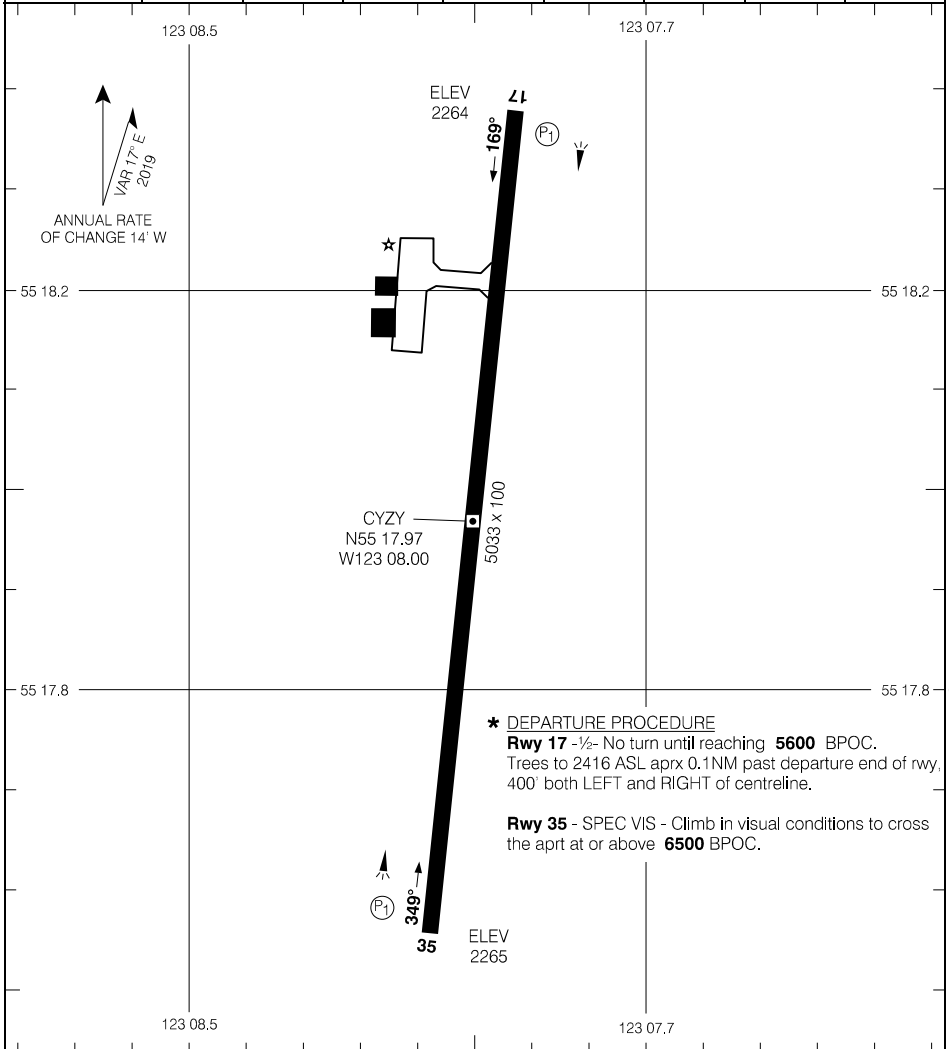 123 08.5
123 07.7
ELEV
2264
17
169°
P1
VAR 17° E
2019
ANNUAL RATE
OF CHANGE 14' W
55 18.2
55 18.2
CYZY
N55 17.97
W123 08.00
5033 x 100
55 17.8
55 17.8
* DEPARTURE PROCEDURE
Rwy 17 -½- No turn until reaching 5600 BPOC.
Trees to 2416 ASL aprx 0.1NM past departure end of rwy,
400' both LEFT and RIGHT of centreline.
Rwy 35 - SPEC VIS - Climb in visual conditions to cross
the aprt at or above 6500 BPOC.
P1
349°
35
ELEV
2265
123 08.5
123 07.7